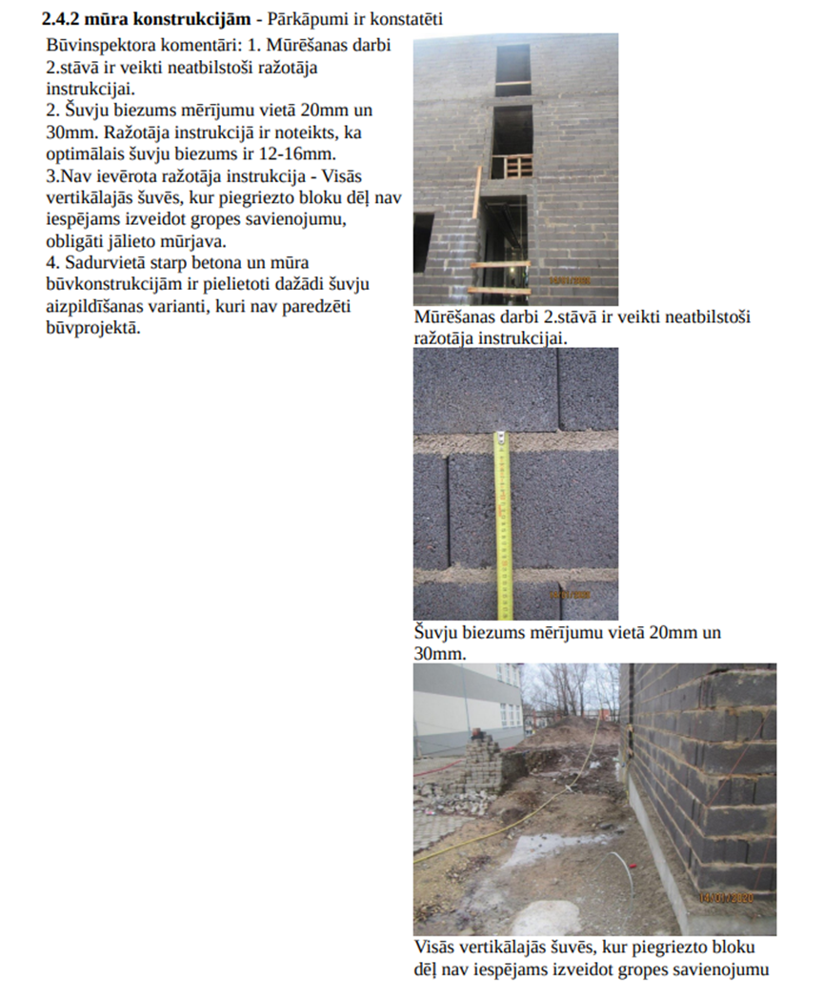 2.4.2 mūra konstrukcijām - Pārkāpumi ir konstatēti
Būvinspektora komentāri: 1. Mūrēšanas darbi
2.stāvā ir veikti neatbilstoši ražotāja
instrukcijai.
2. Šuvju biezums mērījumu vietā 20mm un
30mm. Ražotāja instrukcijā ir noteikts, ka
optimālais šuvju biezums ir 12-16mm.
3.Nav ievērota ražotāja instrukcija - Visās
vertikālajās šuvēs, kur piegriezto bloku dēļ nav
iespējams izveidot gropes savienojumu,
obligāti jālieto mūrjava.
4. Sadurvietā starp betona un mūra
būvkonstrukcijām ir pielietoti dažādi šuvju
aizpildīšanas varianti, kuri nav paredzēti
būvprojektā.
Mūrēšanas darbi 2.stāvā ir veikti neatbilstoši
ražotāja instrukcijai.
Šuvju biezums mērījumu vietā 20mm un
30mm.
14/01/2020
Visās vertikālajās šuvēs, kur piegriezto bloku
dēļ nav iespējams izveidot gropes savienojumu